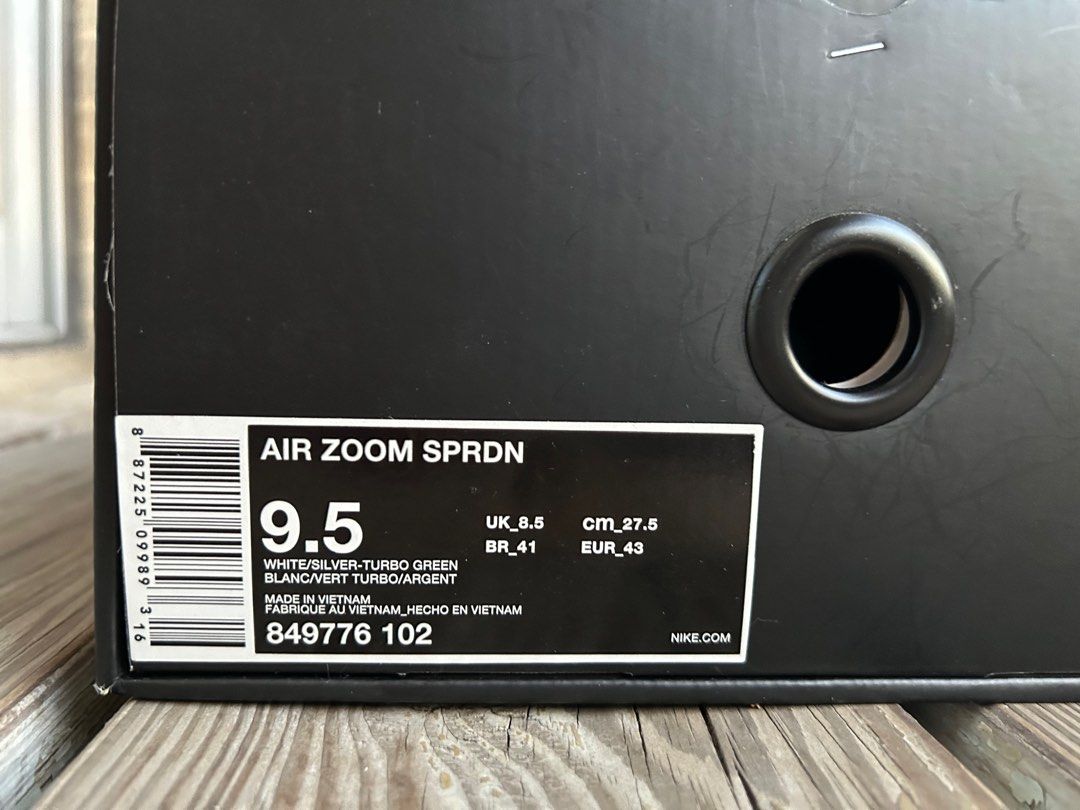 8 87225 09989 3 16
AIR ZOOM SPRDN
9.5
UK_8.5 cm_27.5
BR_41 EUR_43
WHITE/SILVER-TURBO GREEN
BLANC/VERT TURBO/ARGENT
MADE IN VIETNAM
FABRIQUE AU VIETNAM_HECHO EN VIETNAM
849776 102
NIKE.COM